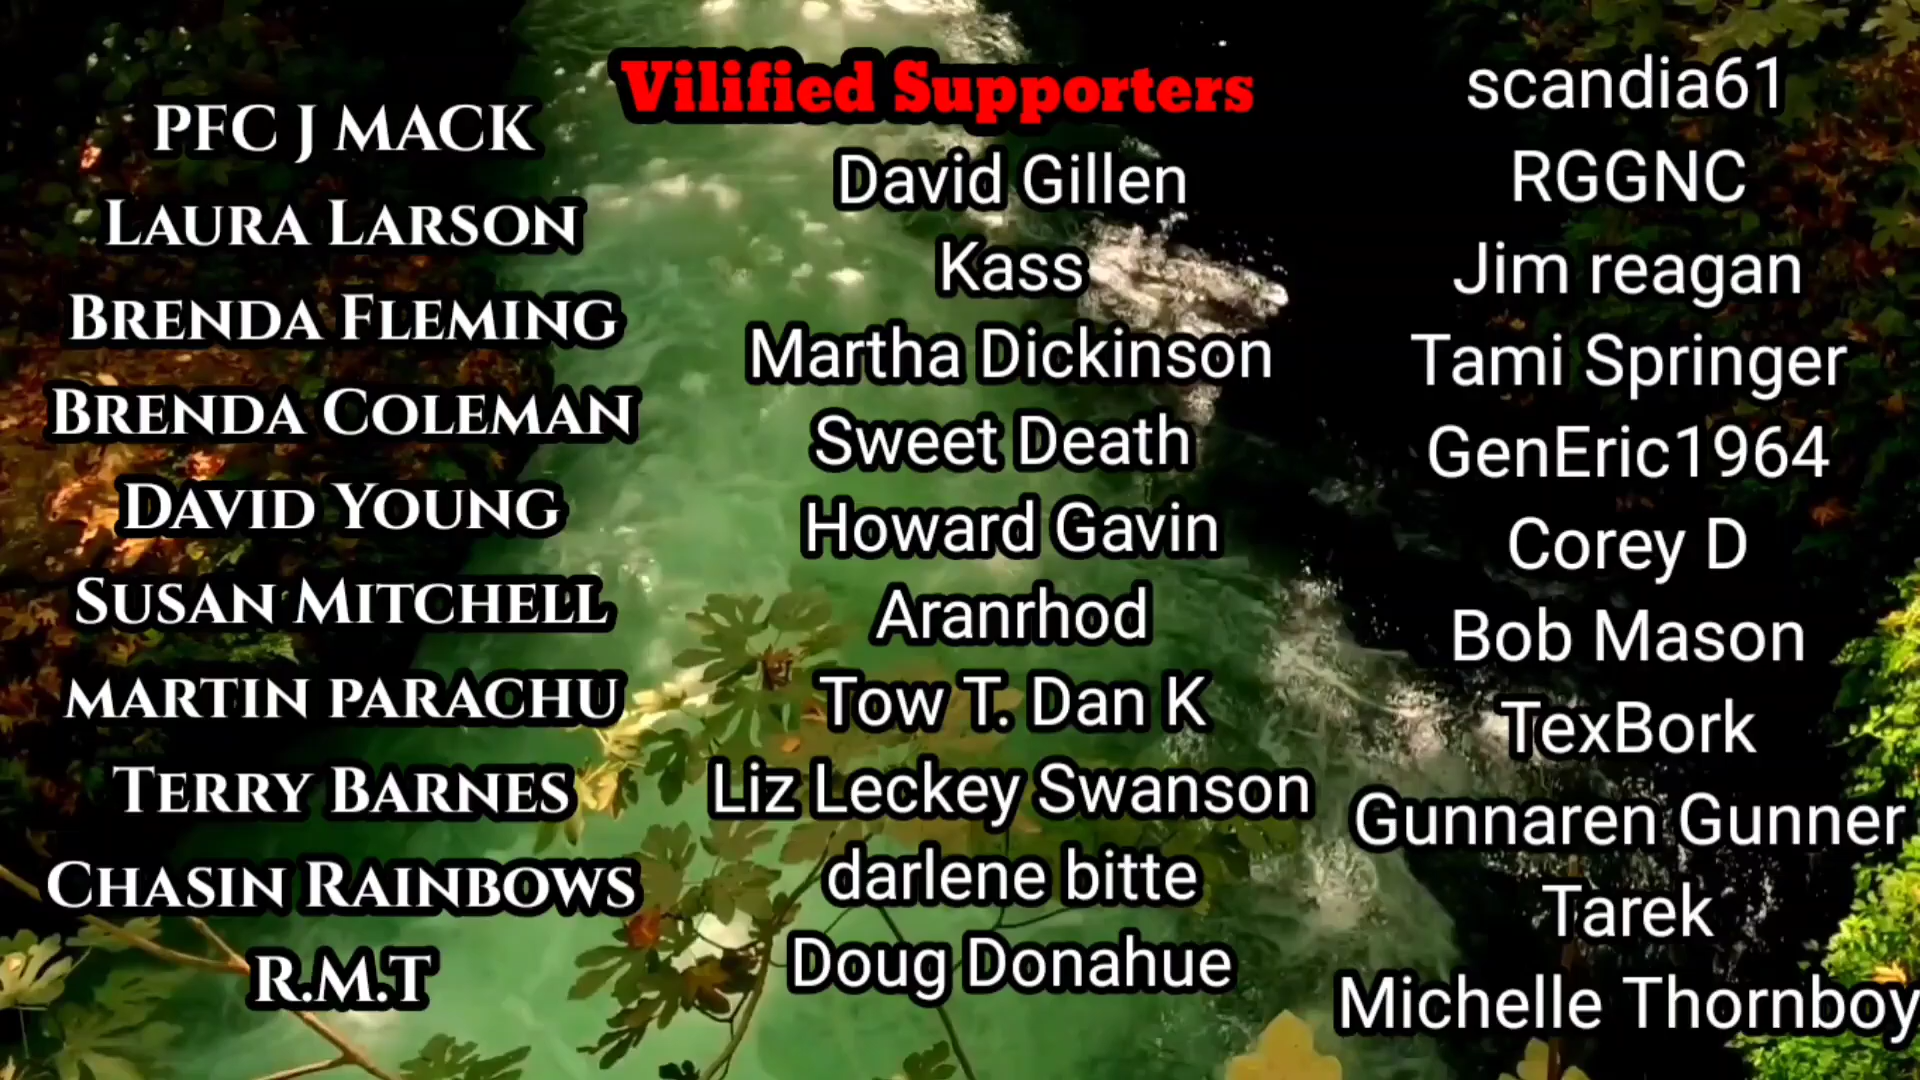 PFC J MACK
LAURA LARSON
BRENDA FLEMING
BRENDA COLEMAN
DAVID YOUNG
SUSAN MITCHELL
MARTIN PARACHU
TERRY BARNES
CHASIN RAINBOWS
R.M.T
Vilified Supporters
David Gillen
Kass
Martha Dickinson
Sweet Death
Howard Gavin
Aranrhod
Tow T. Dan K
Liz Leckey Swanson
darlene bitte
Doug Donahue
scandia61
RGGNC
Jim reagan
Tami Springer
GenEric1964
Corey D
Bob Mason
TexBork
Gunnaren Gunner
Tarek
Michelle Thornboy